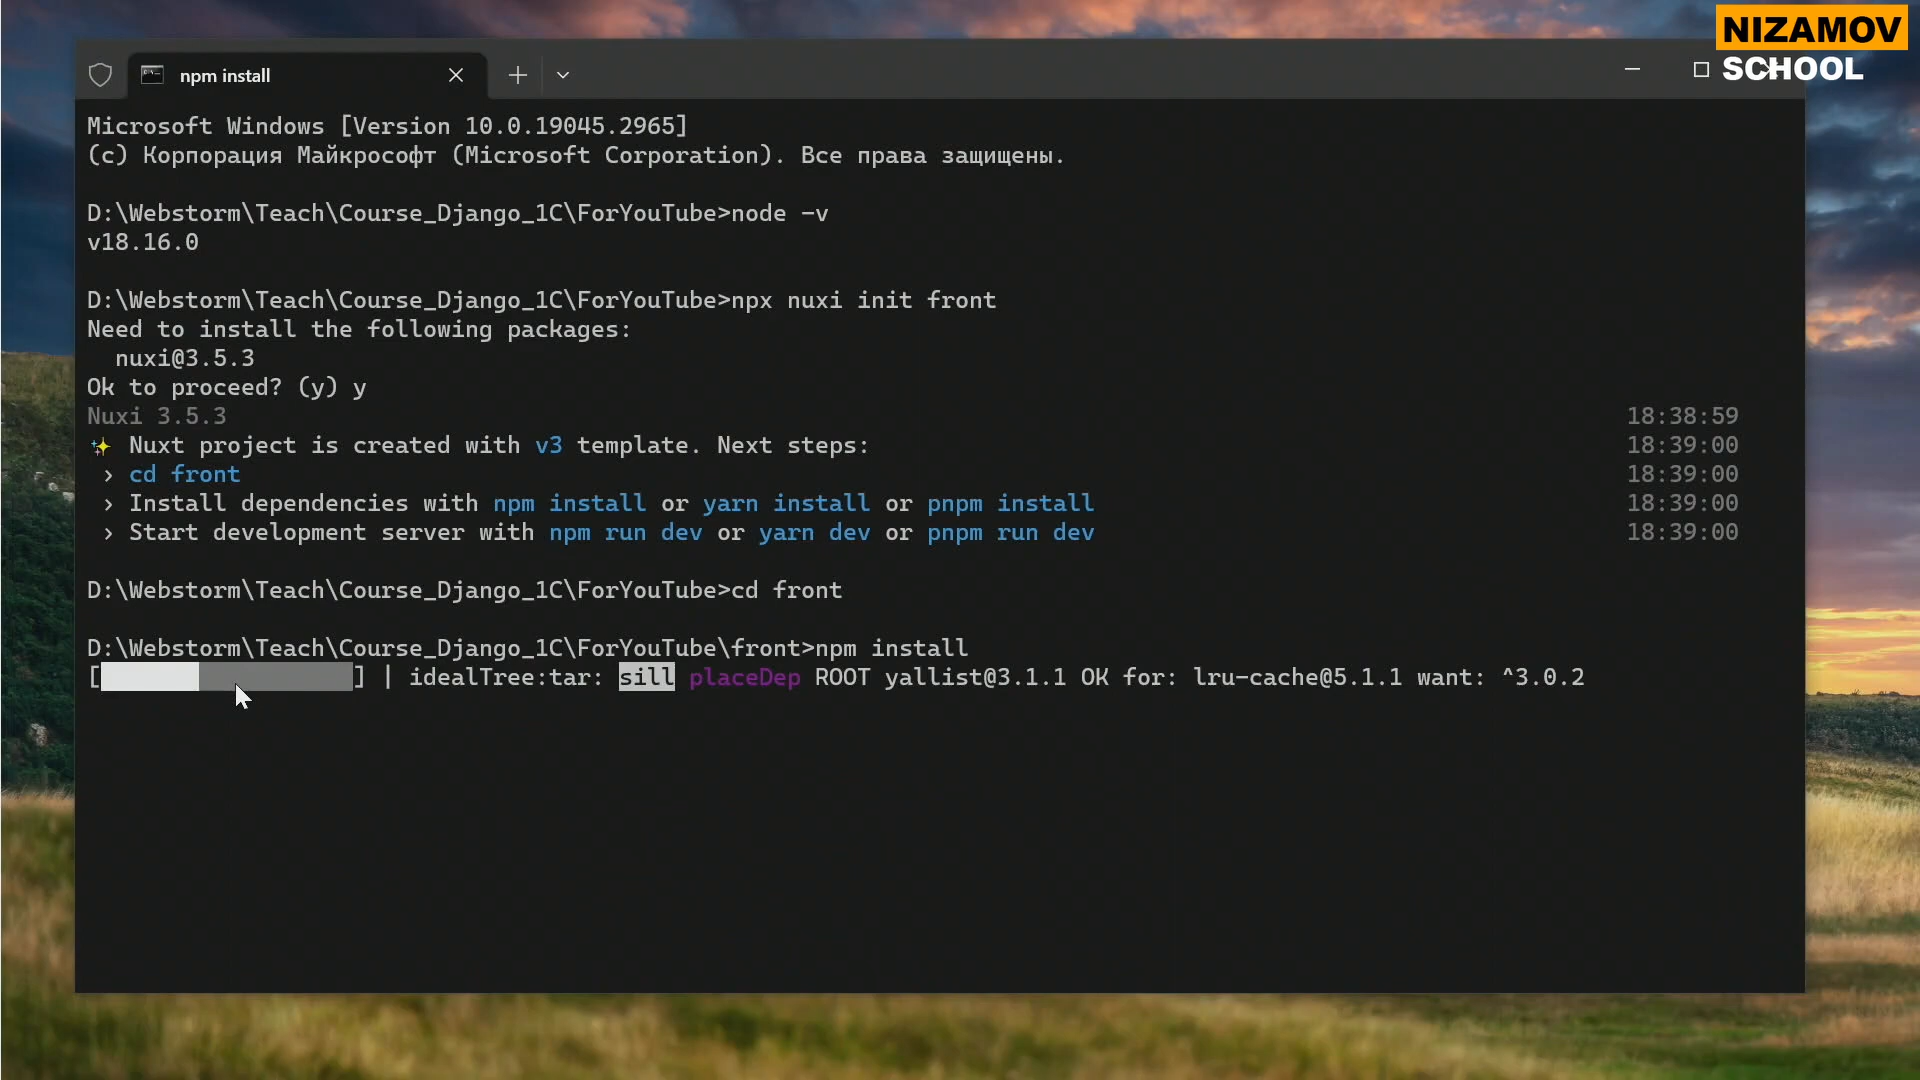 NIZAMOV
SCHOOL
npm install
Microsoft Windows [Version 10.0.19045.2965]
(c) Корпорация Майкрософт (Microsoft Corporation). Все права защищены.
D:\Webstorm\Teach\Course_Django_1C\ForYouTube>node -v
v18.16.0
D:\Webstorm\Teach\Course_Django_1C\ForYouTube>npx nuxi init front
Need to install the following packages:
nuxi@3.5.3
Ok to proceed? (y) y
Nuxi 3.5.3 18:38:59
✨ Nuxt project is created with v3 template. Next steps: 18:39:00
› cd front 18:39:00
› Install dependencies with npm install or yarn install or pnpm install 18:39:00
› Start development server with npm run dev or yarn dev or pnpm run dev 18:39:00
D:\Webstorm\Teach\Course_Django_1C\ForYouTube>cd front
D:\Webstorm\Teach\Course_Django_1C\ForYouTube\front>npm install
[ ] | idealTree:tar: sill placeDep ROOT yallist@3.1.1 OK for: lru-cache@5.1.1 want: ^3.0.2